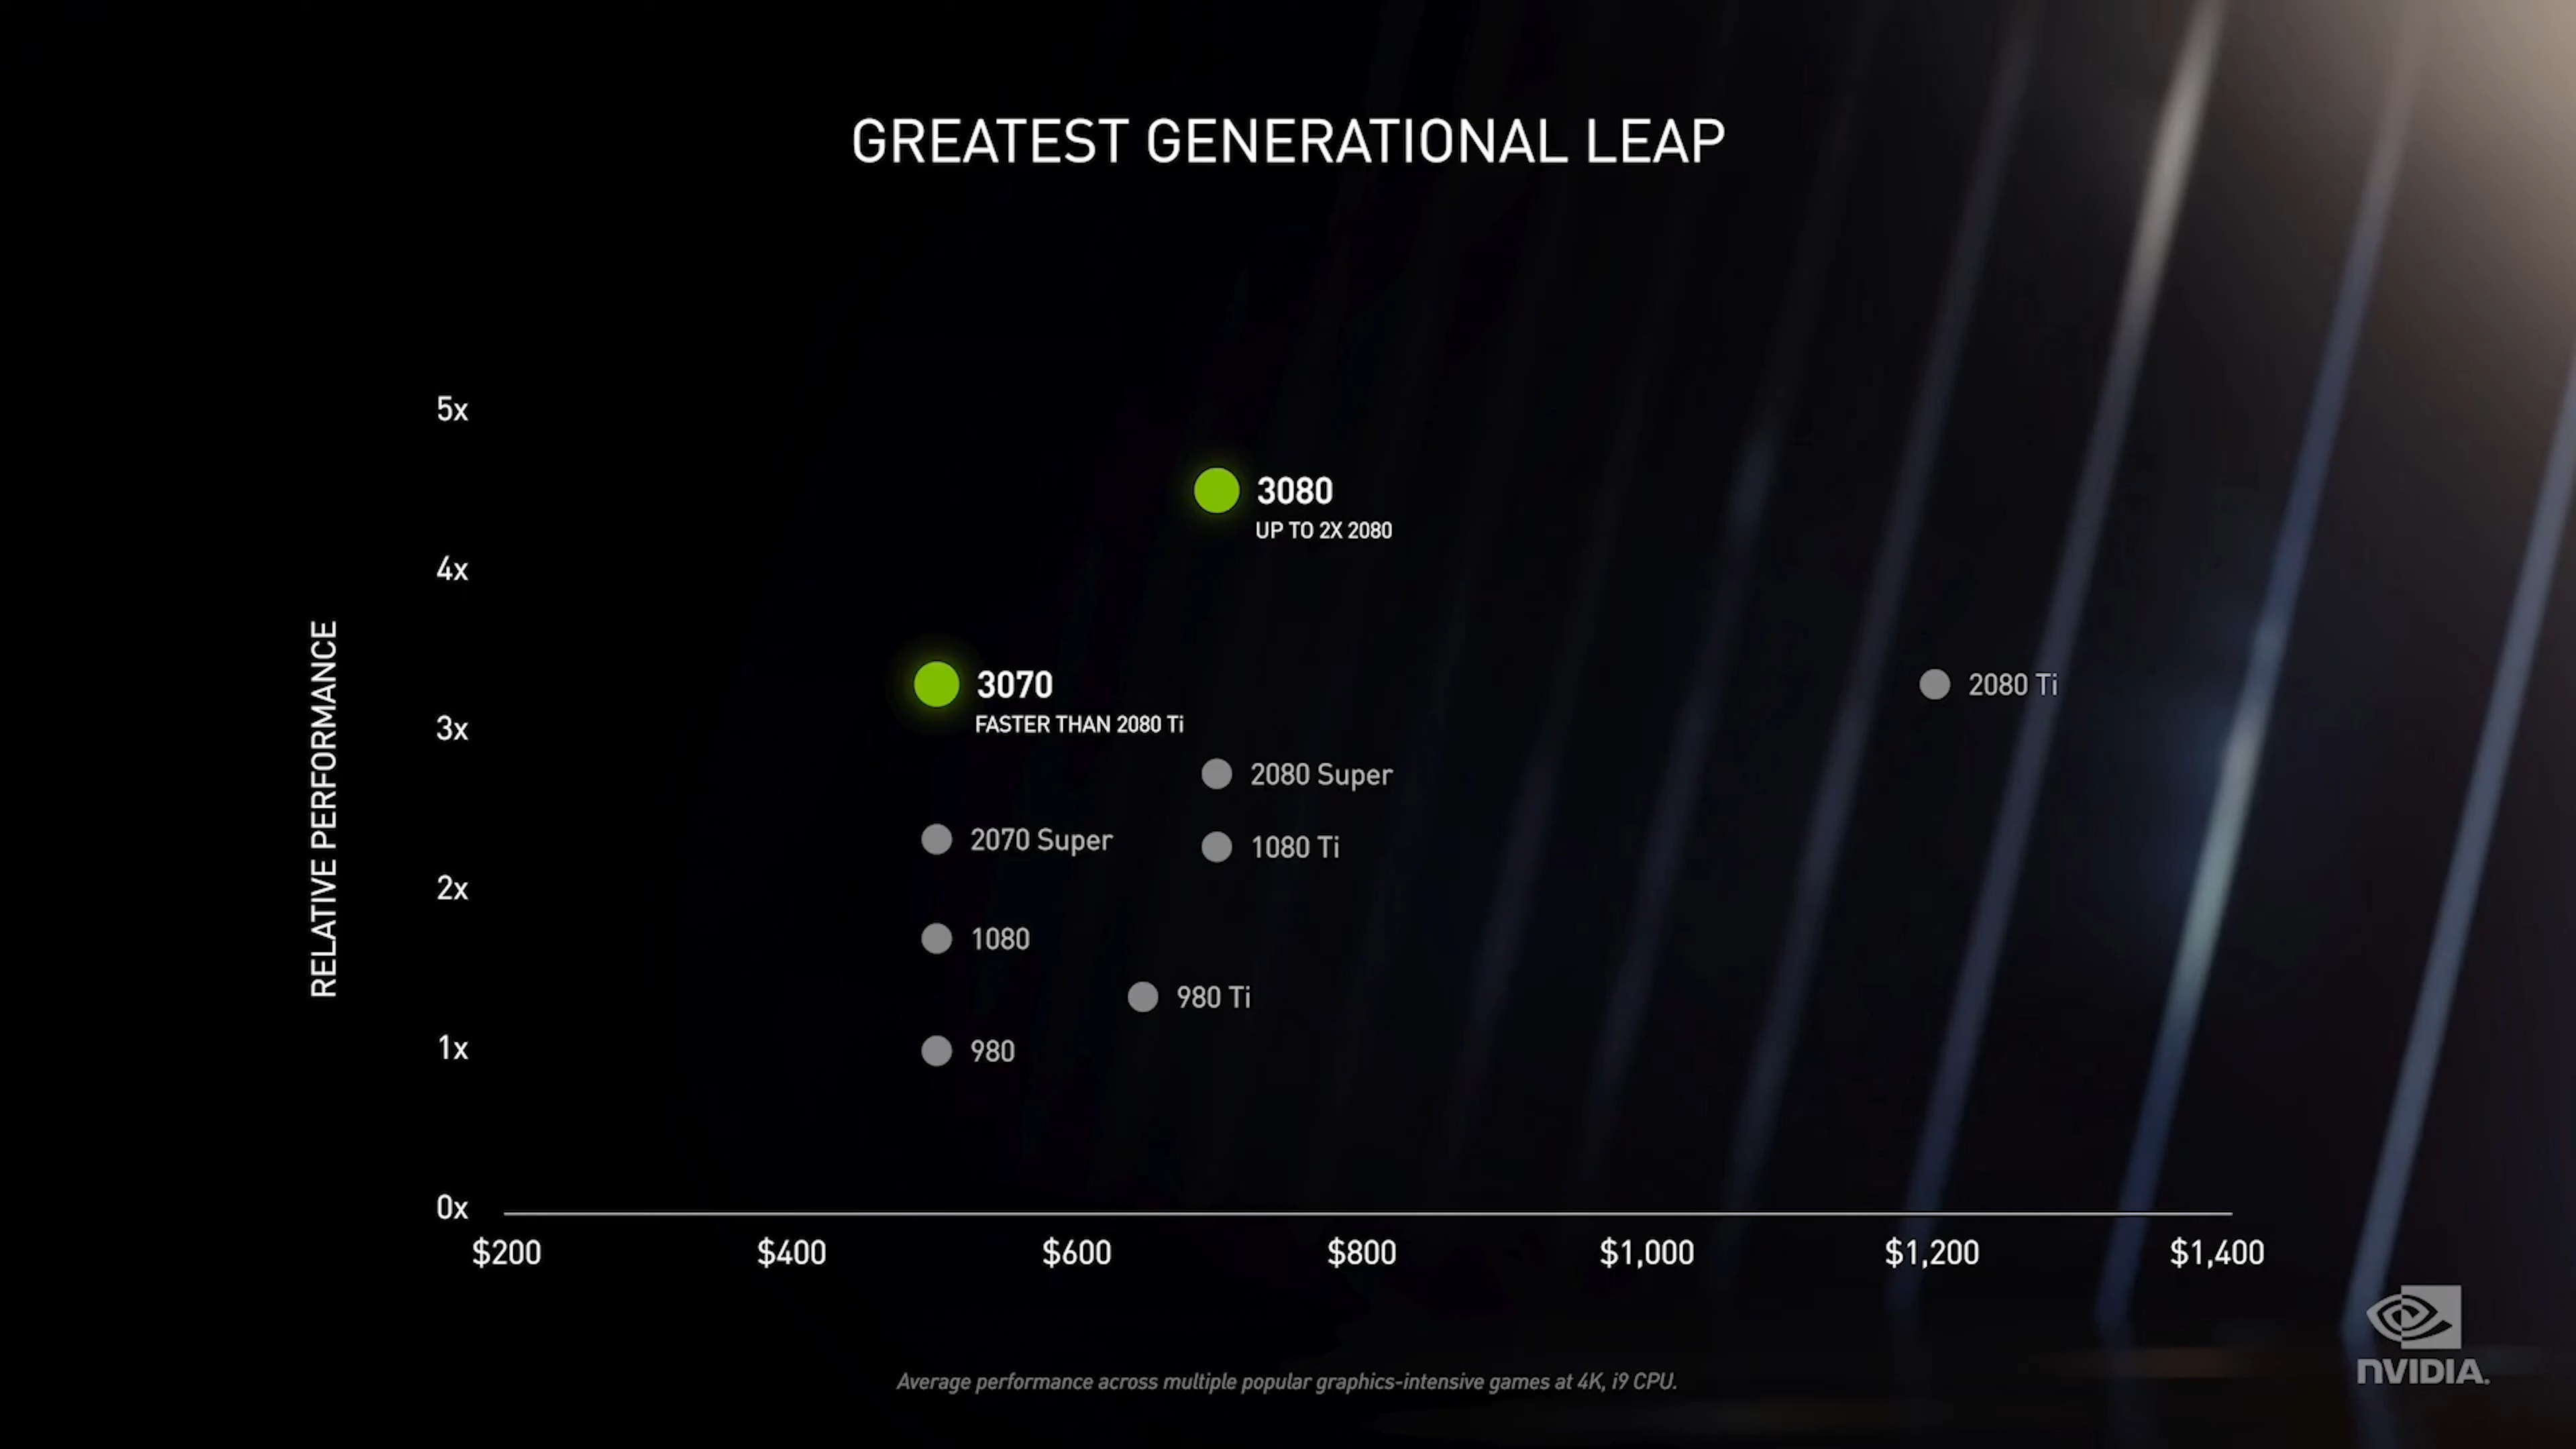 GREATEST GENERATIONAL LEAP
5x
3080
UP TO 2X 2080
4x
3070
FASTER THAN 2080 Ti
2080 Ti
3x
2080 Super
2070 Super
1080 Ti
2x
1080
980 Ti
1x
980
0x
RELATIVE PERFORMANCE
$200 $400 $600 $800 $1,000 $1,200 $1,400
Average performance across multiple popular graphics-intensive games at 4K, i9 CPU.
NVIDIA.